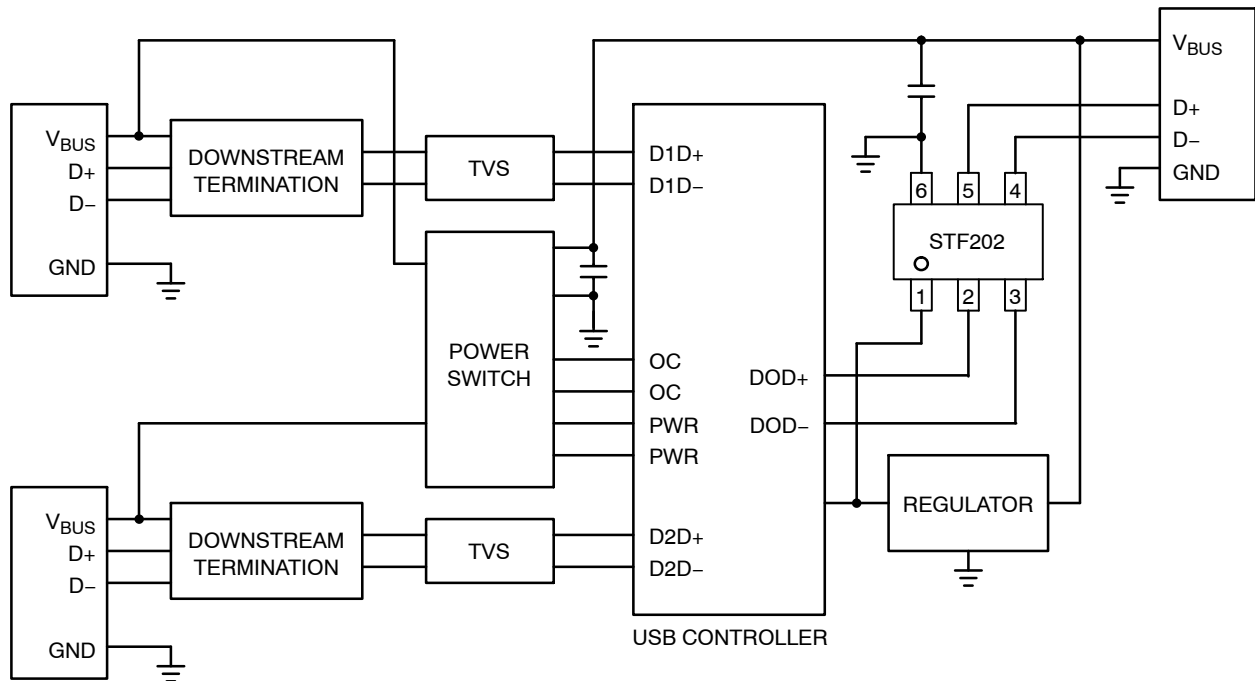 VBUS
D+
D−
GND
DOWNSTREAM
TERMINATION
TVS
POWER
SWITCH
VBUS
D+
D−
GND
DOWNSTREAM
TERMINATION
TVS
D1D+
D1D−
OC
OC
PWR
PWR
D2D+
D2D−
DOD+
DOD−
USB CONTROLLER
6 5 4
STF202
1 2 3
REGULATOR
VBUS
D+
D−
GND